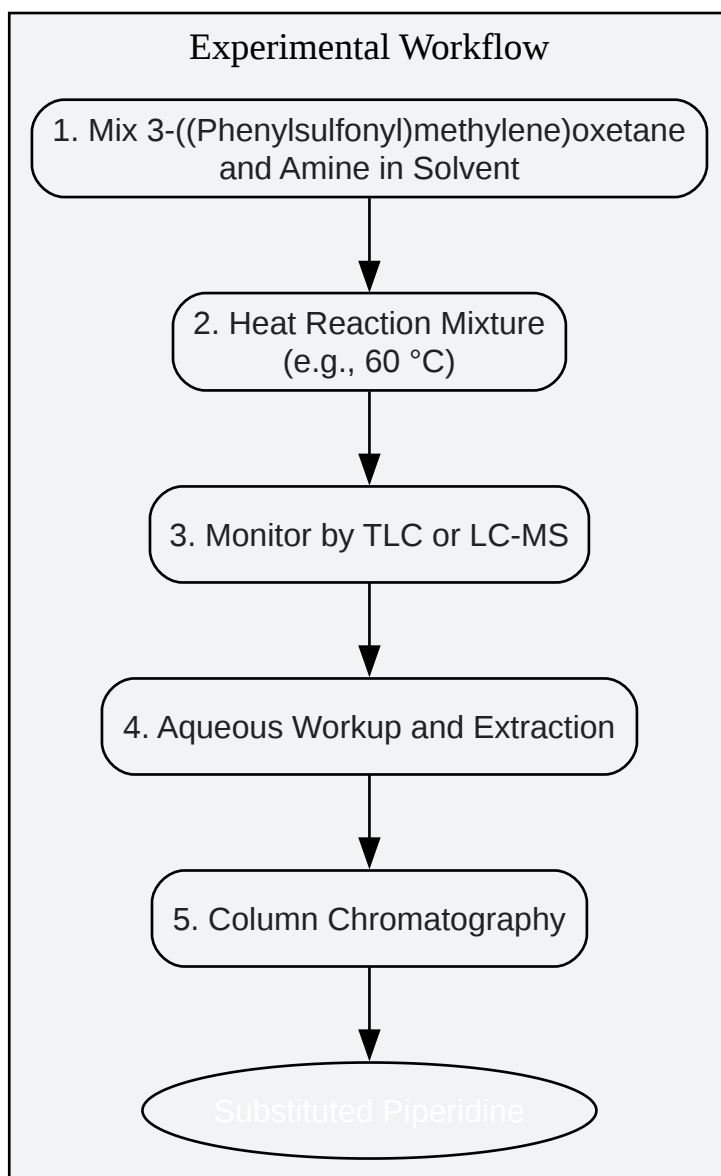 Experimental Workflow
1. Mix 3-((Phenylsulfonyl)methylene)oxetane
and Amine in Solvent
2. Heat Reaction Mixture
(e.g., 60 °C)
3. Monitor by TLC or LC-MS
4. Aqueous Workup and Extraction
5. Column Chromatography
Substituted Piperidine